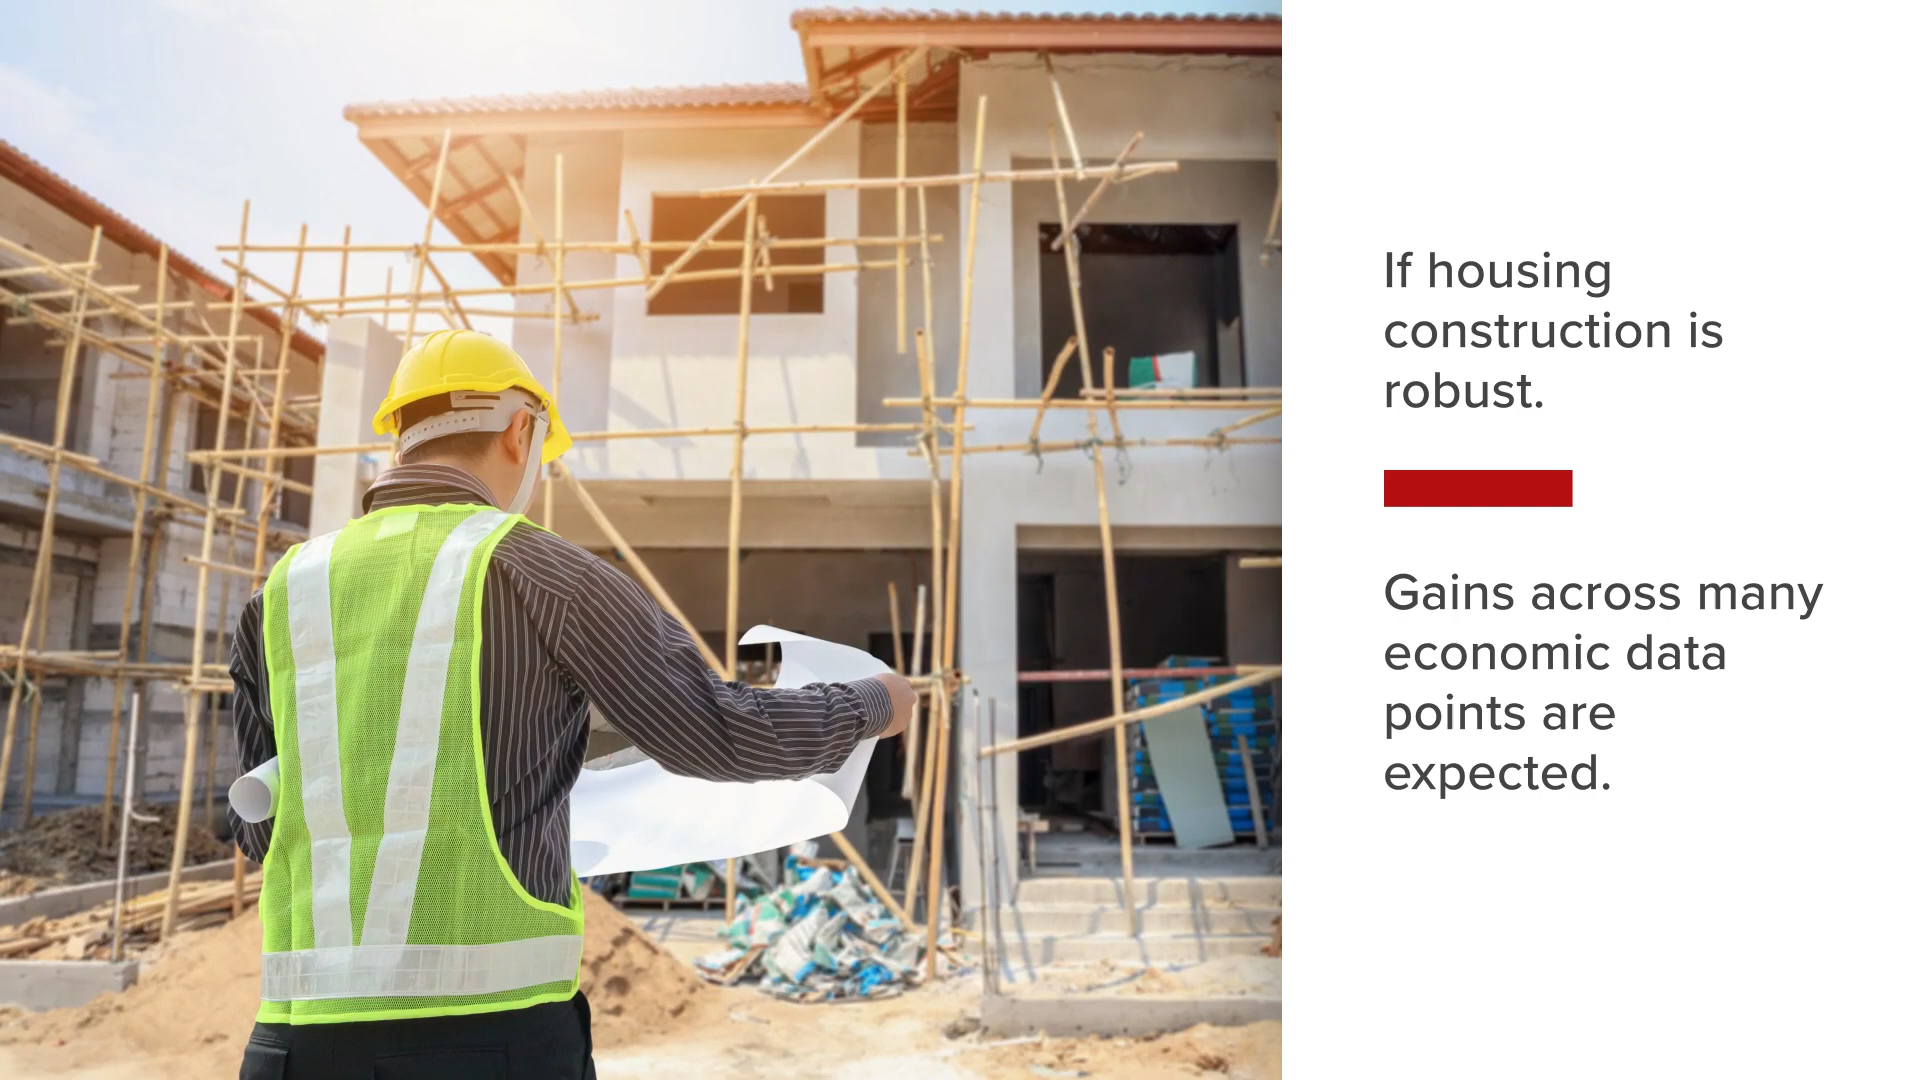 If housing
construction is
robust.
Gains across many
economic data
points are
expected.